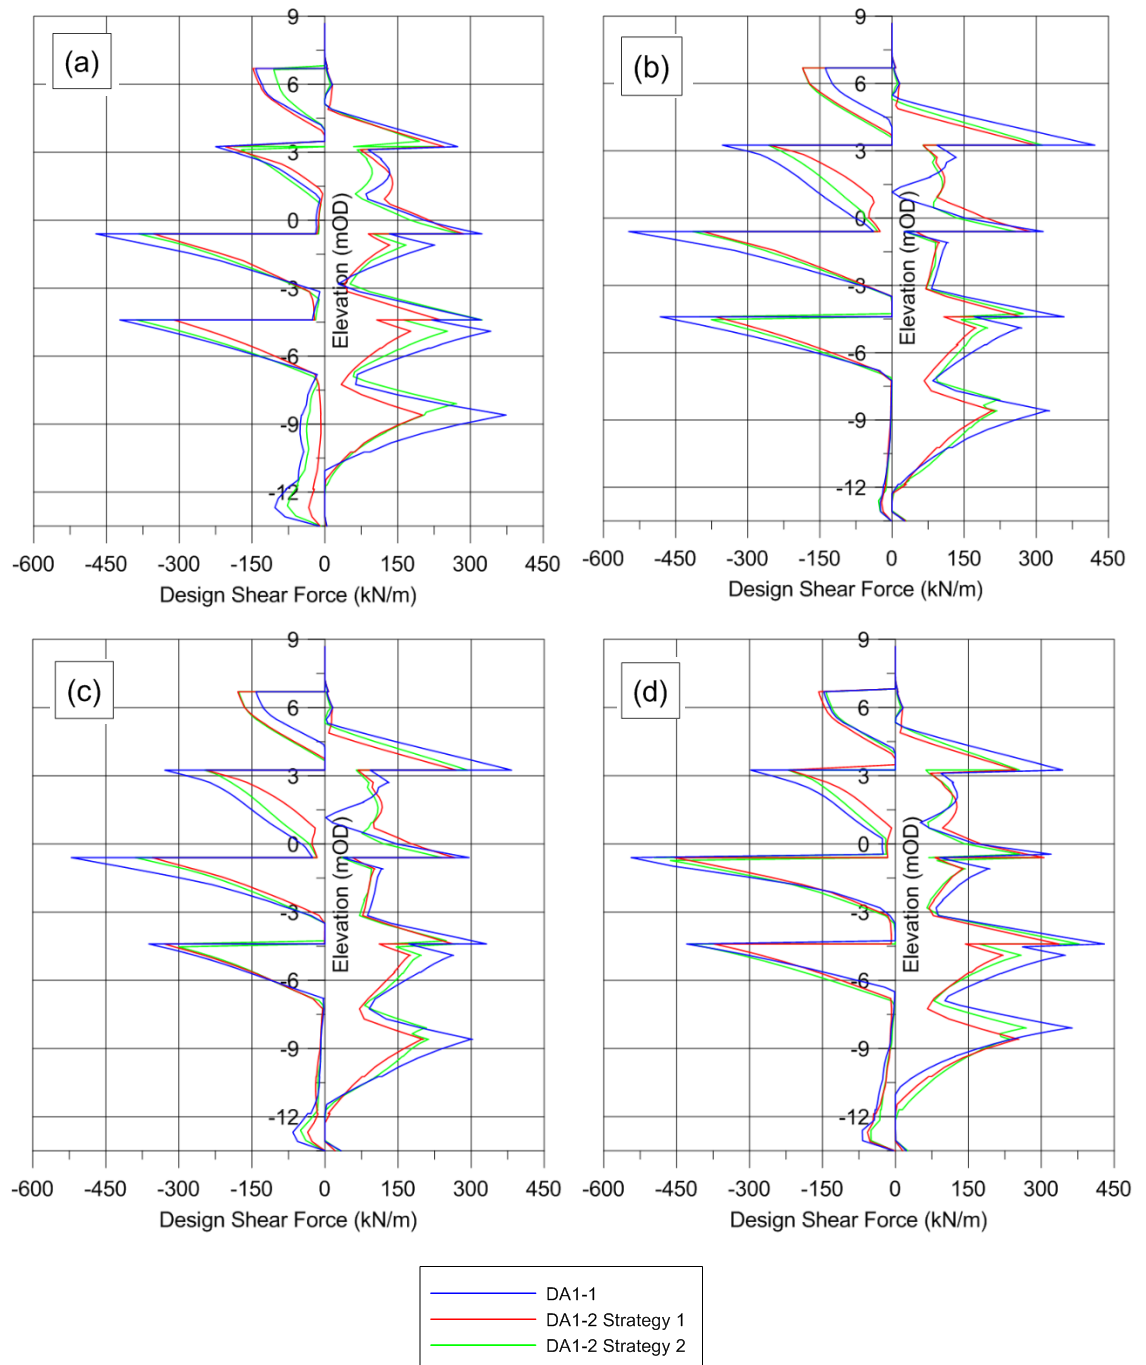 (a)
9
6
3
0
-3
-6
-9
-12
Elevation (mOD)
-600 -450 -300 -150 0 150 300 450
Design Shear Force (kN/m)
(b)
9
6
3
0
-3
-6
-9
-12
Elevation (mOD)
-600 -450 -300 -150 0 150 300 450
Design Shear Force (kN/m)
(c)
9
6
3
0
-3
-6
-9
-12
Elevation (mOD)
-600 -450 -300 -150 0 150 300 450
Design Shear Force (kN/m)
(d)
9
6
3
0
-3
-6
-9
-12
Elevation (mOD)
-600 -450 -300 -150 0 150 300 450
Design Shear Force (kN/m)
DA1-1
DA1-2 Strategy 1
DA1-2 Strategy 2